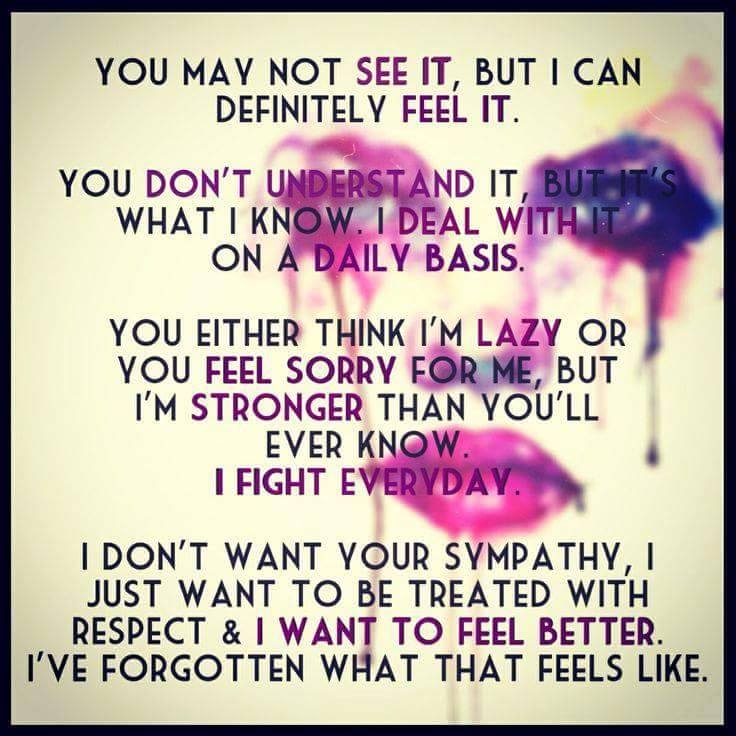 YOU MAY NOT SEE IT, BUT I CAN
DEFINITELY FEEL IT.
YOU DON'T UNDERSTAND IT, BUT IT'S
WHAT I KNOW. I DEAL WITH IT
ON A DAILY BASIS.
YOU EITHER THINK I'M LAZY OR
YOU FEEL SORRY FOR ME, BUT
I'M STRONGER THAN YOU'LL
EVER KNOW.
I FIGHT EVERYDAY.
I DON'T WANT YOUR SYMPATHY, I
JUST WANT TO BE TREATED WITH
RESPECT & I WANT TO FEEL BETTER.
I'VE FORGOTTEN WHAT THAT FEELS LIKE.